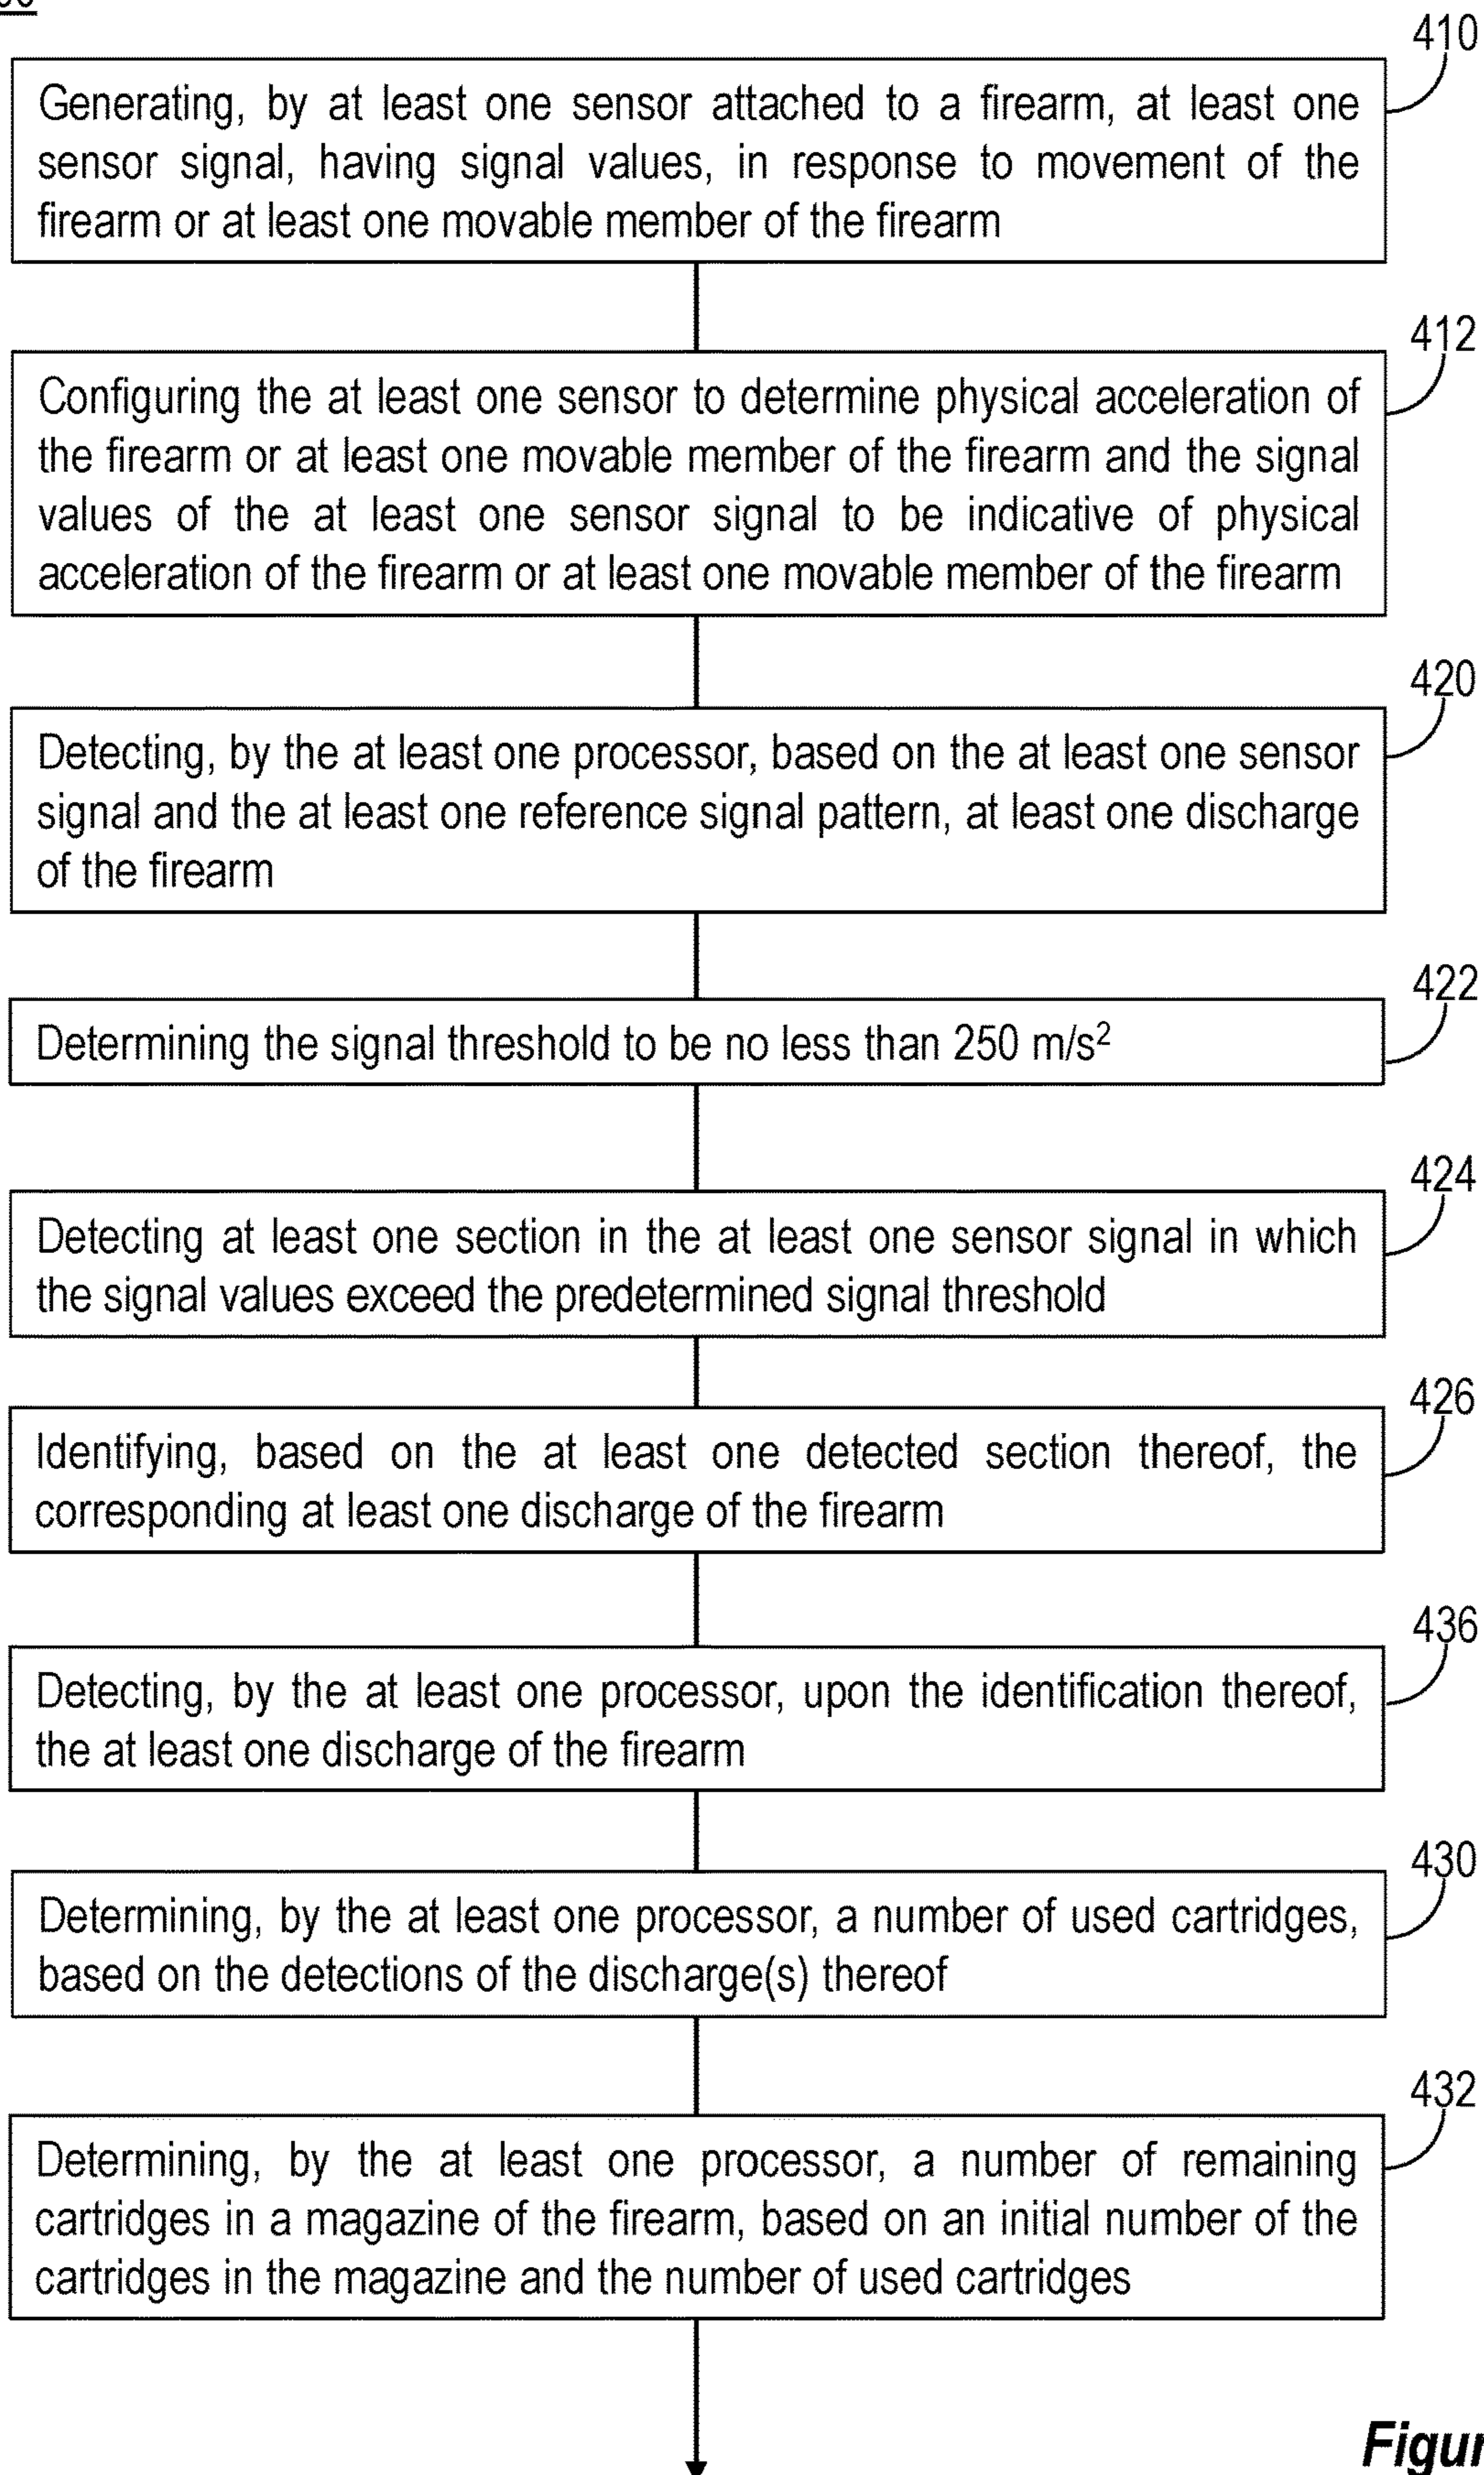 410
Generating, by at least one sensor attached to a firearm, at least one
sensor signal, having signal values, in response to movement of the
firearm or at least one movable member of the firearm
412
Configuring the at least one sensor to determine physical acceleration of
the firearm or at least one movable member of the firearm and the signal
values of the at least one sensor signal to be indicative of physical
acceleration of the firearm or at least one movable member of the firearm
420
Detecting, by the at least one processor, based on the at least one sensor
signal and the at least one reference signal pattern, at least one discharge
of the firearm
422
Determining the signal threshold to be no less than 250 m/s²
424
Detecting at least one section in the at least one sensor signal in which
the signal values exceed the predetermined signal threshold
426
Identifying, based on the at least one detected section thereof, the
corresponding at least one discharge of the firearm
436
Detecting, by the at least one processor, upon the identification thereof,
the at least one discharge of the firearm
430
Determining, by the at least one processor, a number of used cartridges,
based on the detections of the discharge(s) thereof
432
Determining, by the at least one processor, a number of remaining
cartridges in a magazine of the firearm, based on an initial number of the
cartridges in the magazine and the number of used cartridges
Figur